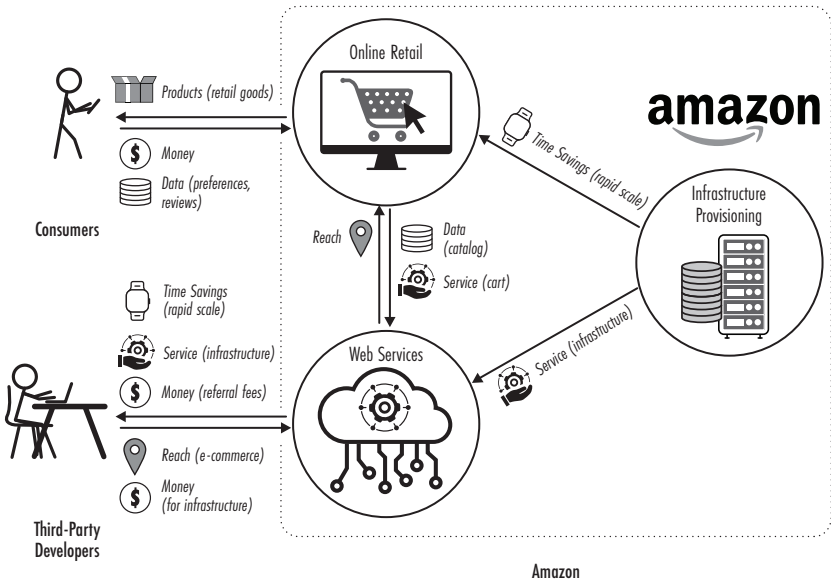 Online Retail
amazon
Products (retail goods)
$
Money
Data (preferences,
reviews)
Consumers
Time Savings (rapid scale)
Infrastructure
Provisioning
Reach
Data
(catalog)
Service (cart)
Time Savings
(rapid scale)
Service (infrastructure)
$
Money (referral fees)
Web Services
Service (infrastructure)
Reach (e-commerce)
$
Money
(for infrastructure)
Third-Party
Developers
Amazon